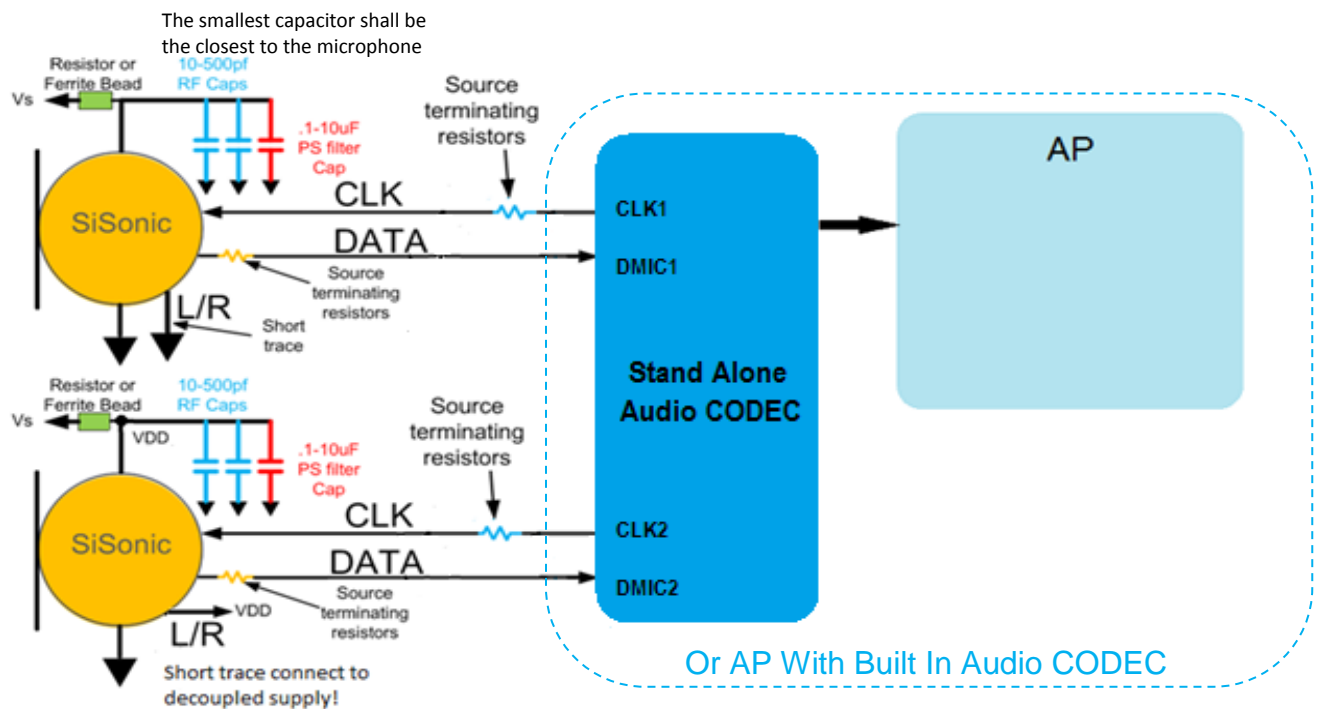 The smallest capacitor shall be
the closest to the microphone
Resistor or
Ferrite Bead
10-500pf
RF Caps
Vs
.1-10uF
PS filter
Cap
Source
terminating
resistors
CLK
SiSonic
DATA
Source
terminating
resistors
L/R
Short
trace
CLK1
DMIC1
Stand Alone
Audio CODEC
AP
Resistor or
Ferrite Bead
10-500pf
RF Caps
Vs
VDD
.1-10uF
PS filter
Cap
Source
terminating
resistors
CLK
SiSonic
DATA
Source
terminating
resistors
VDD
L/R
Short trace connect to
decoupled supply!
CLK2
DMIC2
Or AP With Built In Audio CODEC